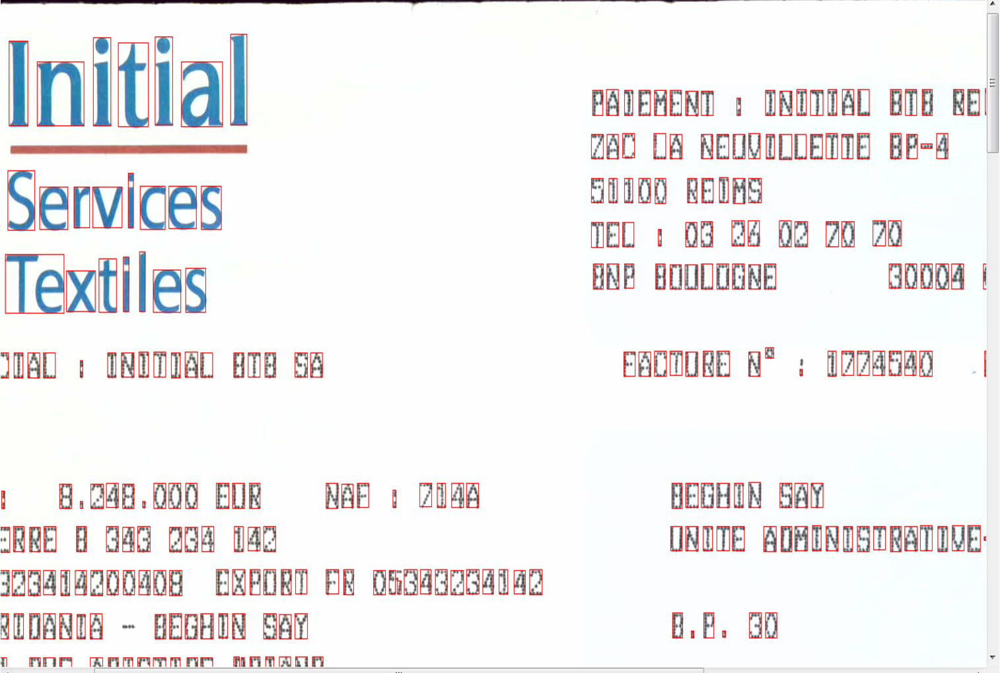 Initial
Services
Textiles
PAIEMENT : INITIAL BTB RE
ZAC LA NEUVILLETTE BP-4
51100 REIMS
TEL : 03 26 02 70 70
BNP BOULOGNE 30004
CIAL : INITIAL BTB SA
FACTURE N° : 1774540
: 8.248.000 EUR NAF : 714A
ERRE B 343 234 142
323414200408 EXPORT FR 05343234142
RIDANIA - BEGHIN SAY
BEGHIN SAY
UNITE ADMINISTRATIVE-
B.P. 30